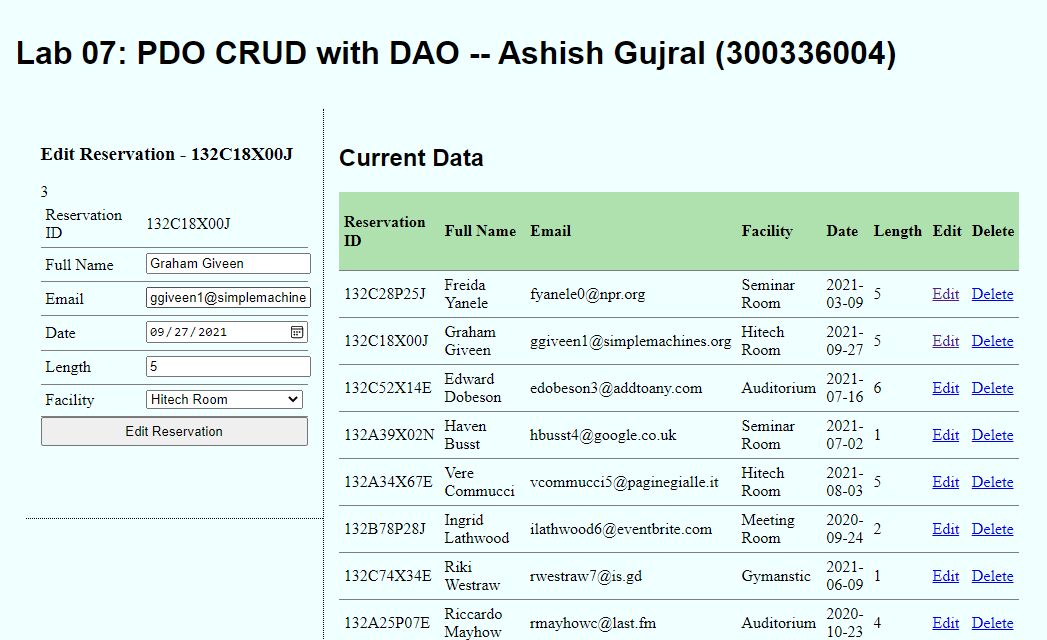 Lab 07: PDO CRUD with DAO -- Ashish Gujral (300336004)
Edit Reservation - 132C18X00J
3
Reservation
ID
132C18X00J
Full Name
Graham Giveen
Email
ggiveen1@simplemachine
Date
09/27/2021
Length
5
Facility
Hitech Room
Edit Reservation
Current Data
Reservation
ID
Full Name
Email
Facility
Date
Length
Edit
Delete
132C28P25J
Freida
Yanele
fyanele0@npr.org
Seminar
Room
2021-
03-09
5
Edit
Delete
132C18X00J
Graham
Giveen
ggiveen1@simplemachines.org
Hitech
Room
2021-
09-27
5
Edit
Delete
132C52X14E
Edward
Dobeson
edobeson3@addtoany.com
Auditorium
2021-
07-16
6
Edit
Delete
132A39X02N
Haven
Busst
hbusst4@google.co.uk
Seminar
Room
2021-
07-02
1
Edit
Delete
132A34X67E
Vere
Commucci
vcommucci5@paginegialle.it
Hitech
Room
2021-
08-03
5
Edit
Delete
132B78P28J
Ingrid
Lathwood
ilathwood6@eventbrite.com
Meeting
Room
2020-
09-24
2
Edit
Delete
132C74X34E
Riki
Westraw
rwestraw7@is.gd
Gymanstic
2021-
06-09
1
Edit
Delete
132A25P07E
Riccardo
Mayhow
rmayhowc@last.fm
Auditorium
2020-
10-23
4
Edit
Delete